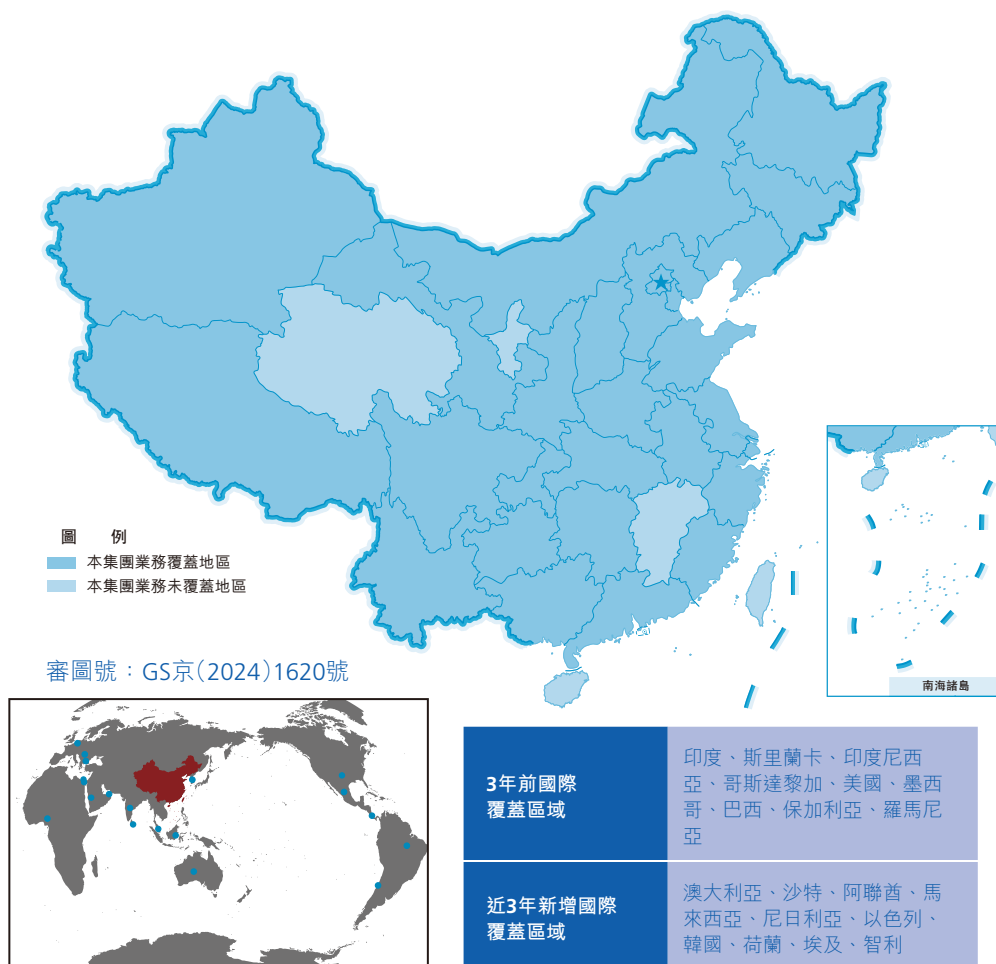 圖 例
本集團業務覆蓋地區
本集團業務未覆蓋地區
審圖號：GS京(2024)1620號
南海諸島
3年前國際
覆蓋區域
印度、斯里蘭卡、印度尼西
亞、哥斯達黎加、美國、墨西
哥、巴西、保加利亞、羅馬尼
亞
近3年新增國際
覆蓋區域
澳大利亞、沙特、阿聯酋、馬
來西亞、尼日利亞、以色列、
韓國、荷蘭、埃及、智利